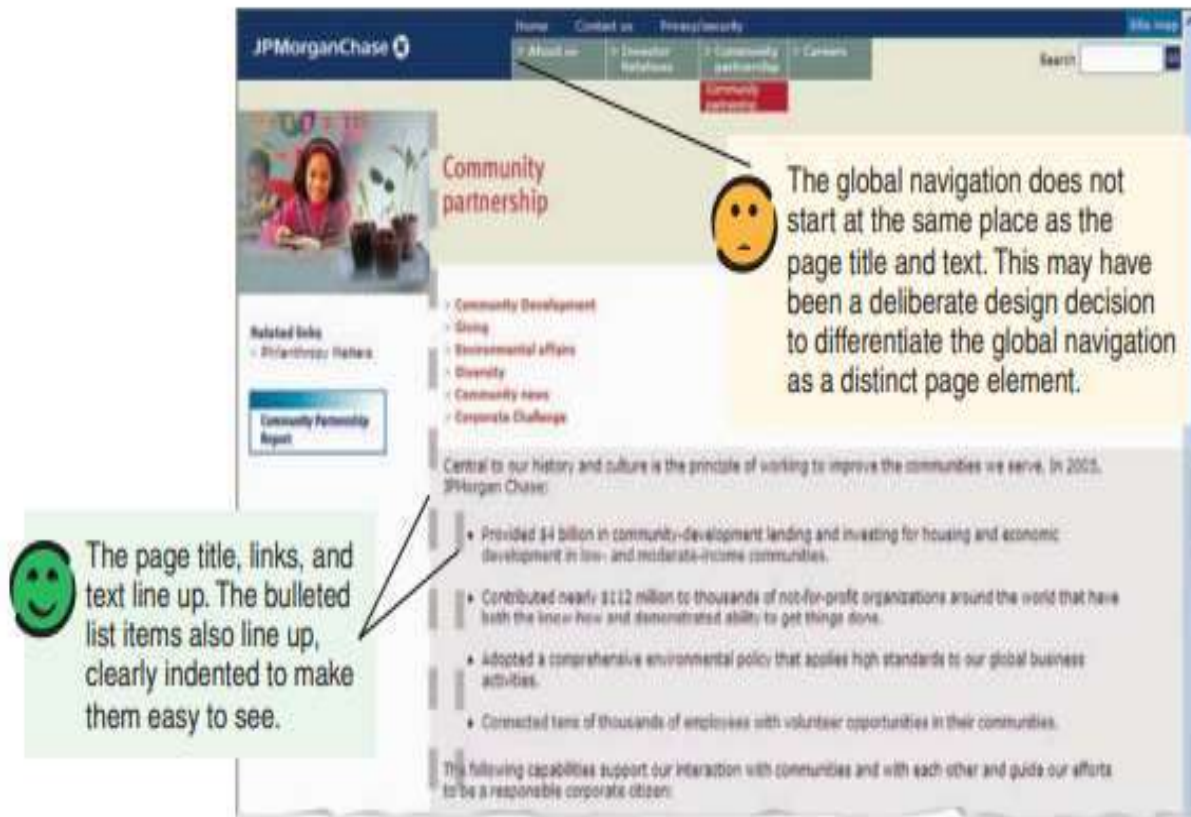 Home Contact us Privacy/security Site map
JPMorganChase
> About us > Investor Relations > Community partnership > Careers
Search
Community partnership
Community
partnership
The global navigation does not
start at the same place as the
page title and text. This may have
been a deliberate design decision
to differentiate the global navigation
as a distinct page element.
> Community Development
> Giving
> Environmental affairs
> Diversity
> Community news
> Corporate Challenge
Related links
> Philanthropy Matters
Community Partnership
Report
Central to our history and culture is the principle of working to improve the communities we serve. In 2003,
JPMorgan Chase:
• Provided $4 billion in community-development lending and investing for housing and economic
development in low- and moderate-income communities.
• Contributed nearly $112 million to thousands of not-for-profit organizations around the world that have
both the know-how and demonstrated ability to get things done.
• Adopted a comprehensive environmental policy that applies high standards to our global business
activities.
• Connected tens of thousands of employees with volunteer opportunities in their communities.
The following capabilities support our interaction with communities and with each other and guide our efforts
to be a responsible corporate citizen:
The page title, links, and
text line up. The bulleted
list items also line up,
clearly indented to make
them easy to see.